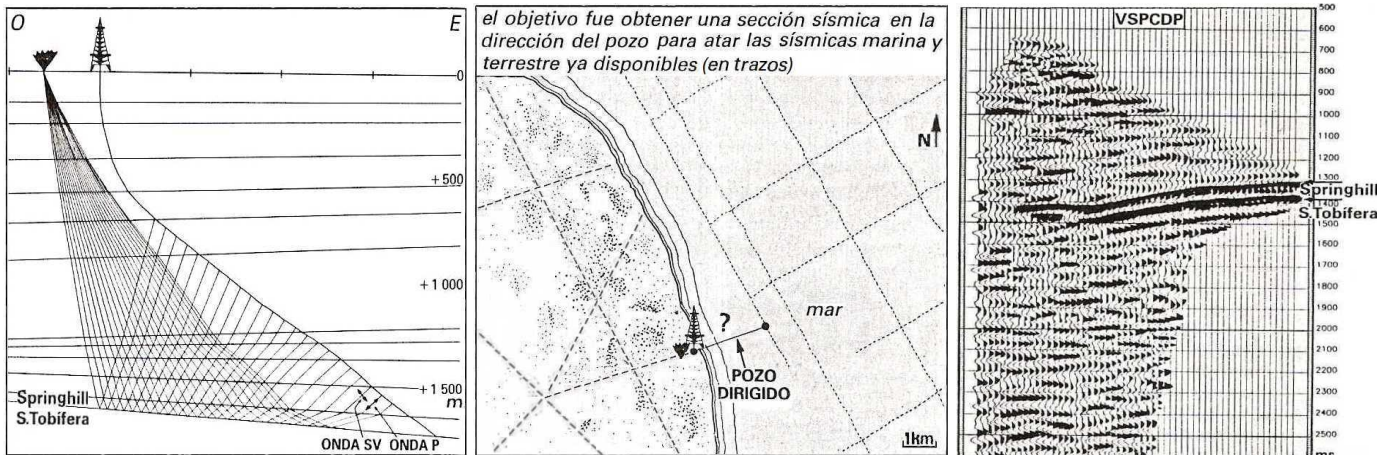 O
E
0
+500
+1 000
+1 500
m
Springhill
S.Tobífera
ONDA SV
ONDA P
el objetivo fue obtener una sección sísmica en la
dirección del pozo para atar las sísmicas marina y
terrestre ya disponibles (en trazos)
N
mar
?
POZO
DIRIGIDO
1km
VSPCDP
500
600
700
800
900
1000
1100
1200
1300
Springhill
1400
S.Tobífera
1500
1600
1700
1800
1900
2000
2100
2200
2300
2400
2500
ms